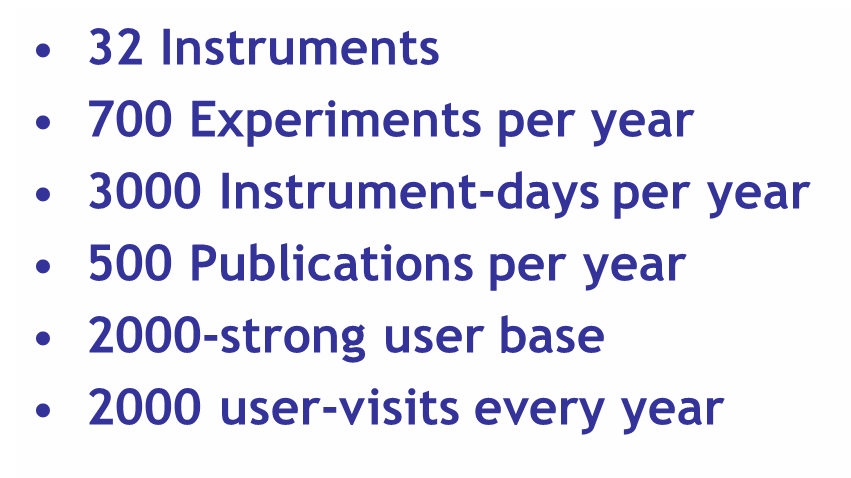 • 32 Instruments
• 700 Experiments per year
• 3000 Instrument-days per year
• 500 Publications per year
• 2000-strong user base
• 2000 user-visits every year